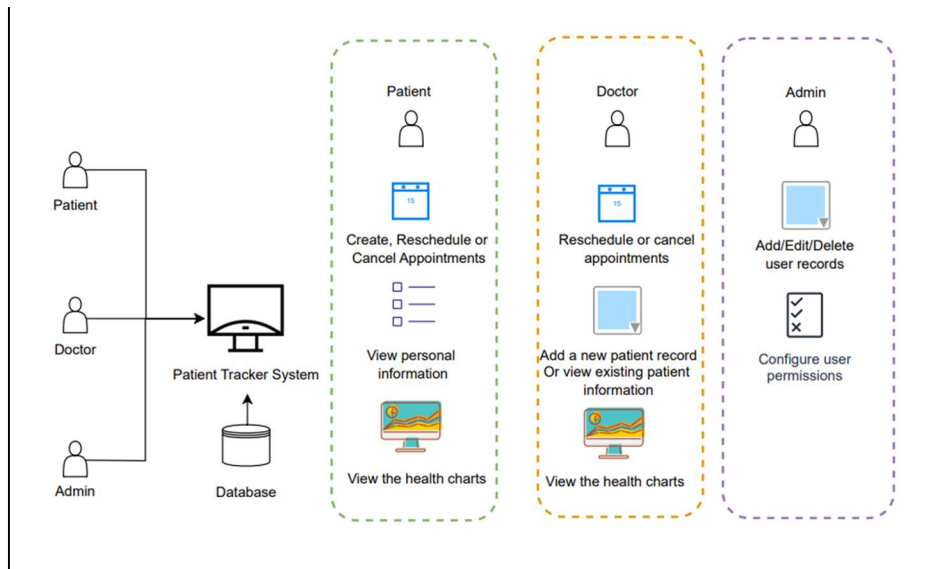 Patient
Doctor
Admin
Patient Tracker System
Database
Patient
15
Create, Reschedule or
Cancel Appointments
View personal
information
View the health charts
Doctor
15
Reschedule or cancel
appointments
Add a new patient record
Or view existing patient
information
View the health charts
Admin
Add/Edit/Delete
user records
Configure user
permissions